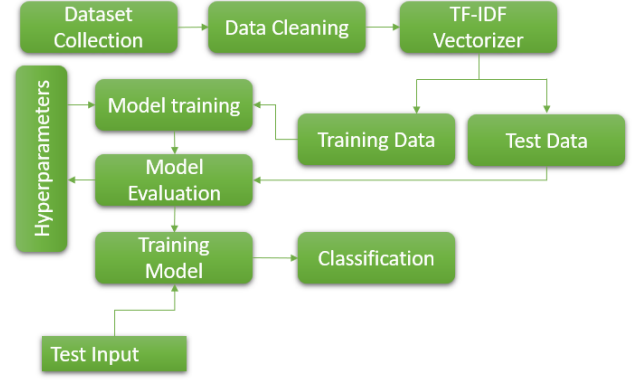 Dataset
Collection
Data Cleaning
TF-IDF
Vectorizer
Hyperparameters
Model training
Training Data
Test Data
Model
Evaluation
Training
Model
Classification
Test Input